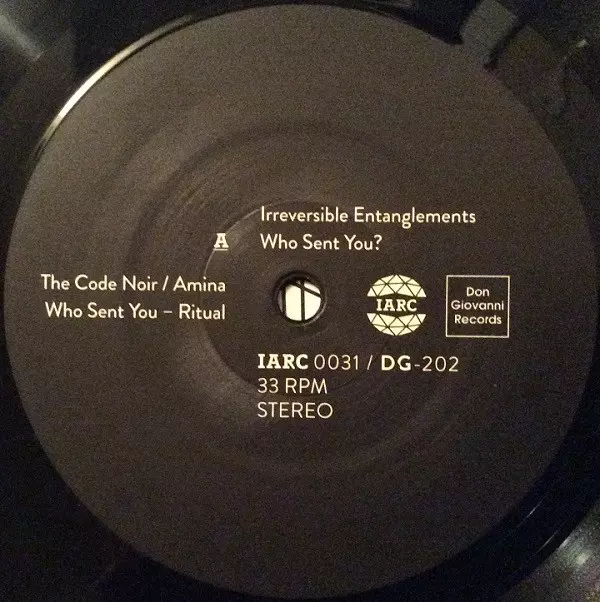 Irreversible Entanglements
A
Who Sent You?
The Code Noir / Amina
Who Sent You – Ritual
IARC
Don
Giovanni
Records
IARC 0031 / DG-202
33 RPM
STEREO